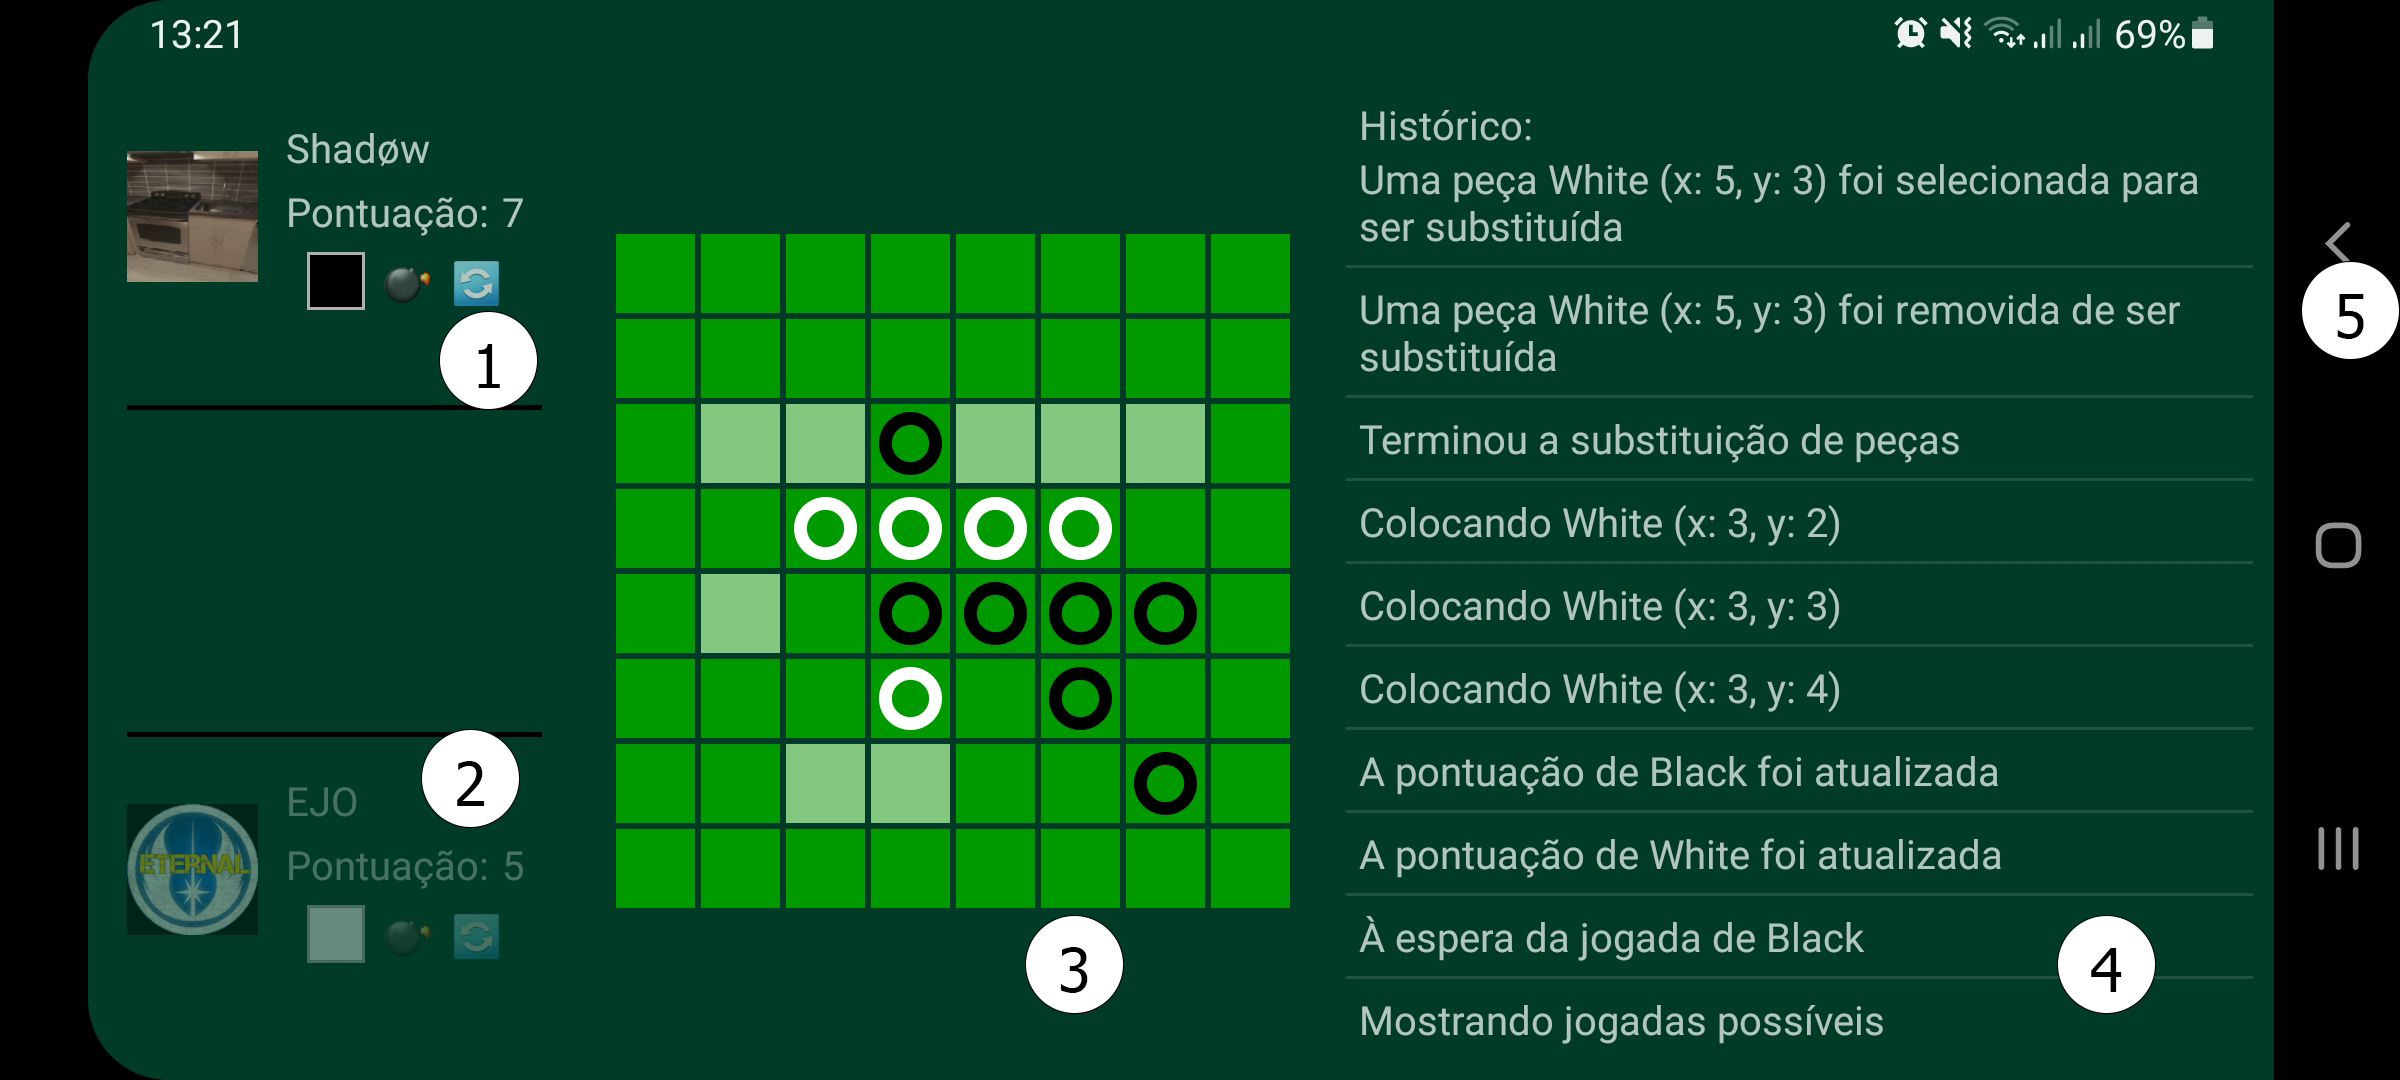 13:21
69%
Shadøw
Pontuação: 7
1
2
EJO
ETERNAL
Pontuação: 5
3
Histórico:
Uma peça White (x: 5, y: 3) foi selecionada para
ser substituída
Uma peça White (x: 5, y: 3) foi removida de ser
substituída
Terminou a substituição de peças
Colocando White (x: 3, y: 2)
Colocando White (x: 3, y: 3)
Colocando White (x: 3, y: 4)
A pontuação de Black foi atualizada
A pontuação de White foi atualizada
À espera da jogada de Black
4
Mostrando jogadas possíveis
5